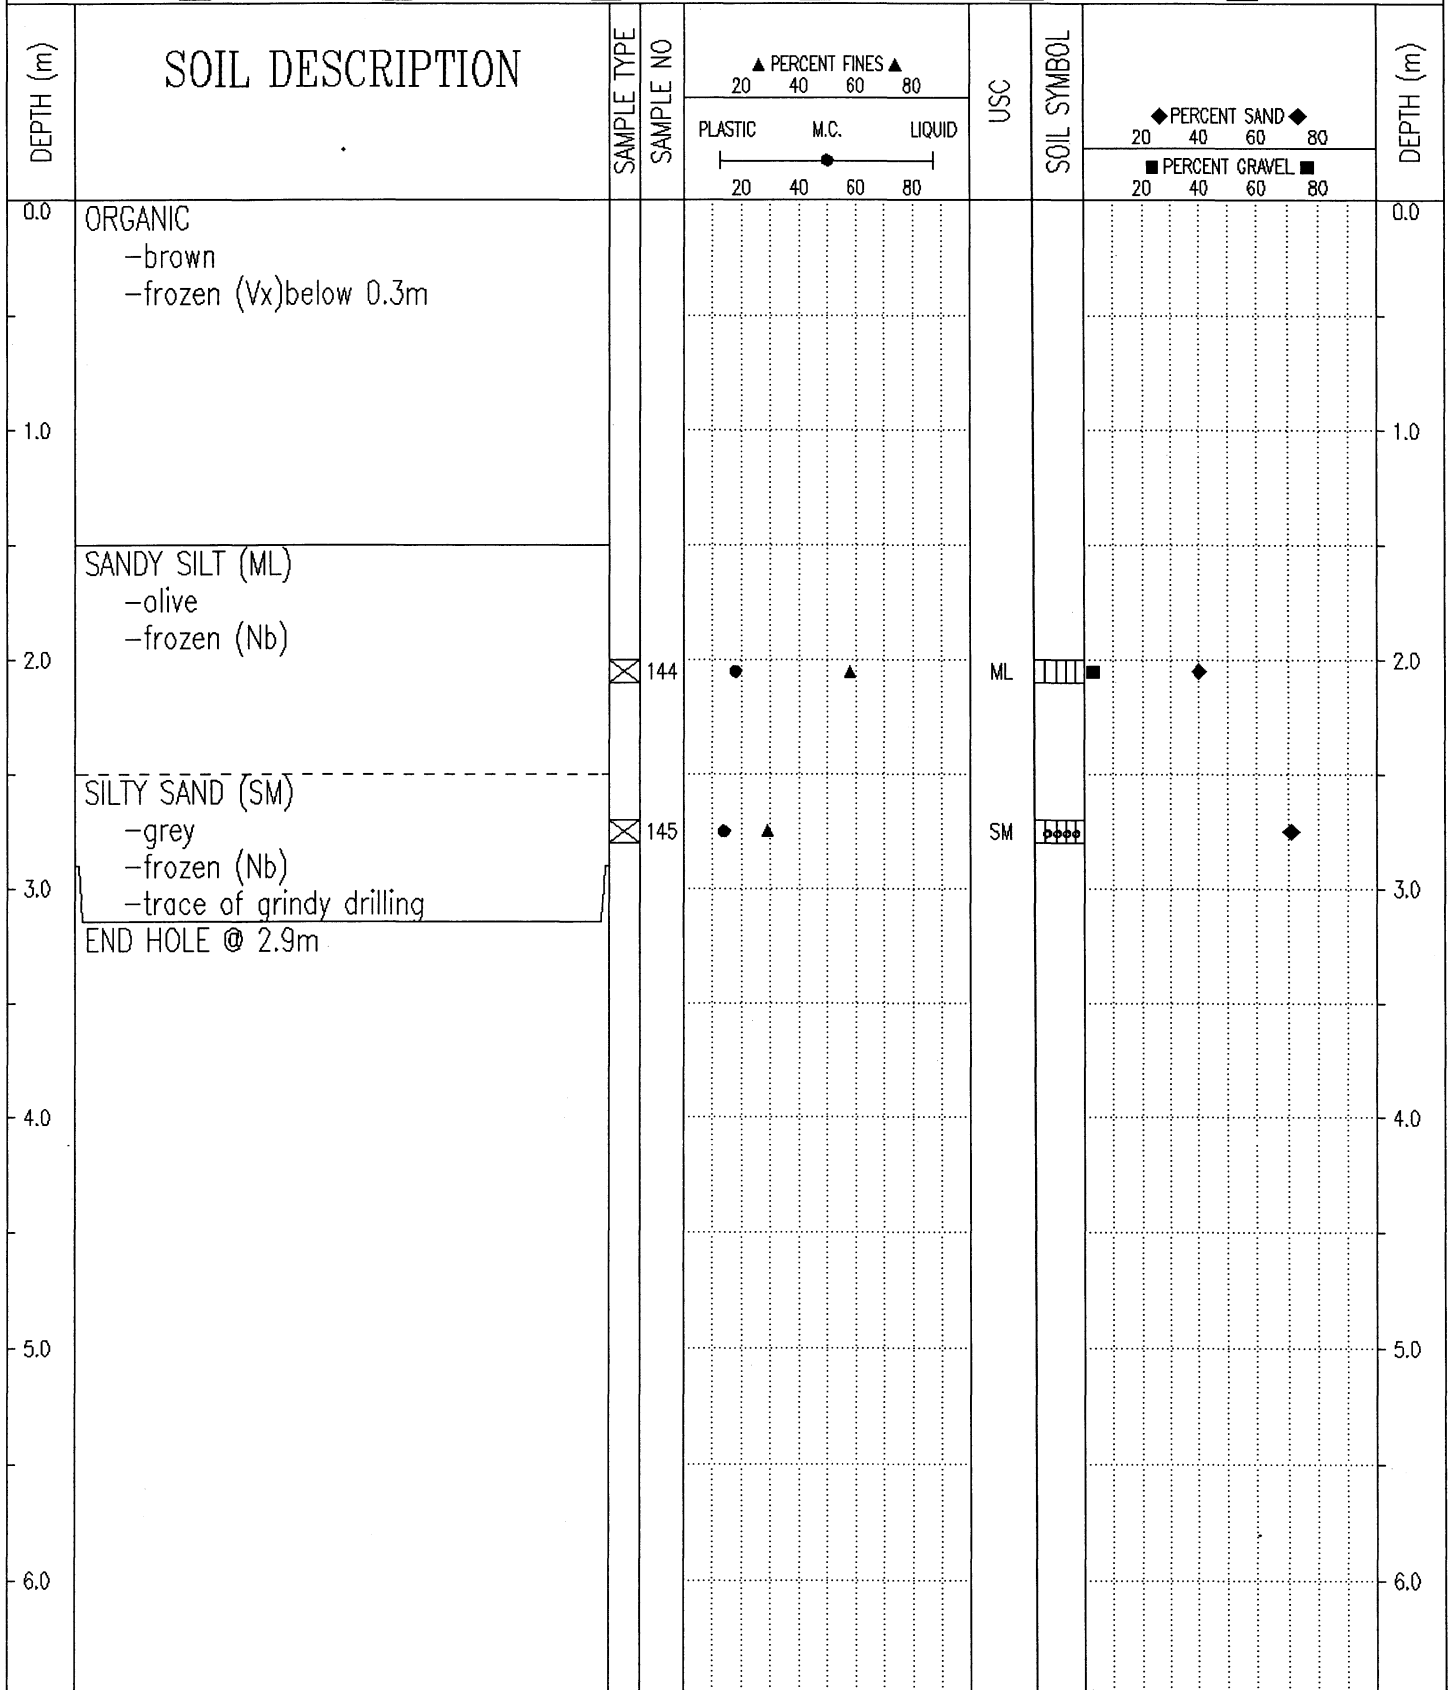 DEPTH (m)
SOIL DESCRIPTION
SAMPLE TYPE
SAMPLE NO
▲ PERCENT FINES ▲
20 40 60 80
PLASTIC M.C. LIQUID
20 40 60 80
USC
SOIL SYMBOL
◆PERCENT SAND◆
20 40 60 80
■PERCENT GRAVEL■
20 40 60 80
DEPTH (m)
0.0 ORGANIC 0.0
-brown
-frozen (Vx)below 0.3m
1.0 1.0
SANDY SILT (ML)
-olive
-frozen (Nb)
2.0 144 ML 2.0
SILTY SAND (SM)
-grey 145 SM
-frozen (Nb)
3.0 3.0
-trace of grindy drilling
END HOLE @ 2.9m
4.0 4.0
5.0 5.0
6.0 6.0